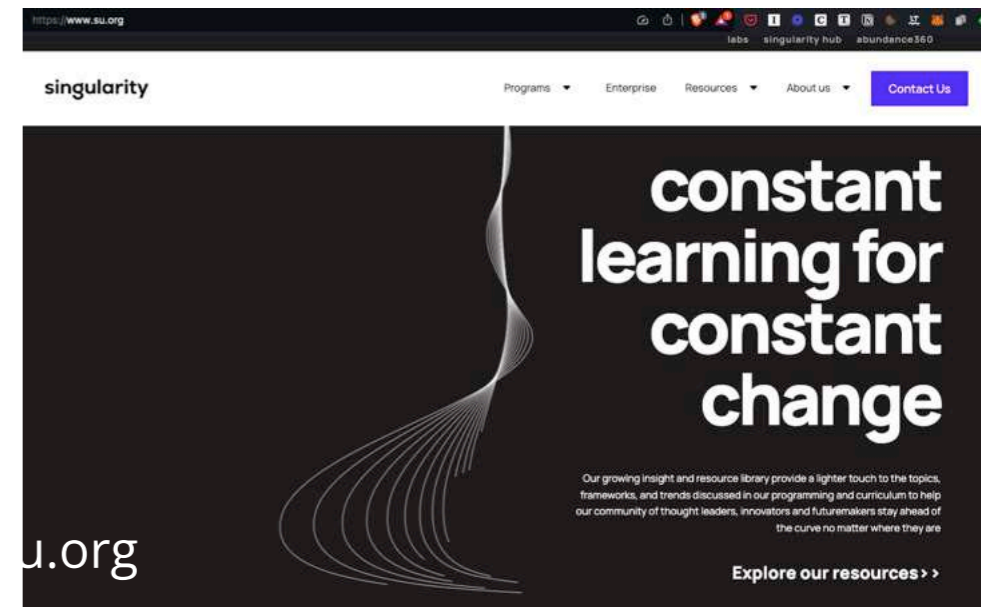 https://www.su.org
labs singularity hub abundance360
singularity
Programs Enterprise Resources About us Contact Us
constant
learning for
constant
change
Our growing insight and resource library provide a lighter touch to the topics,
frameworks, and trends discussed in our programming and curriculum to help
our community of thought leaders, innovators and futuremakers stay ahead of
the curve no matter where they are
u.org
Explore our resources>>